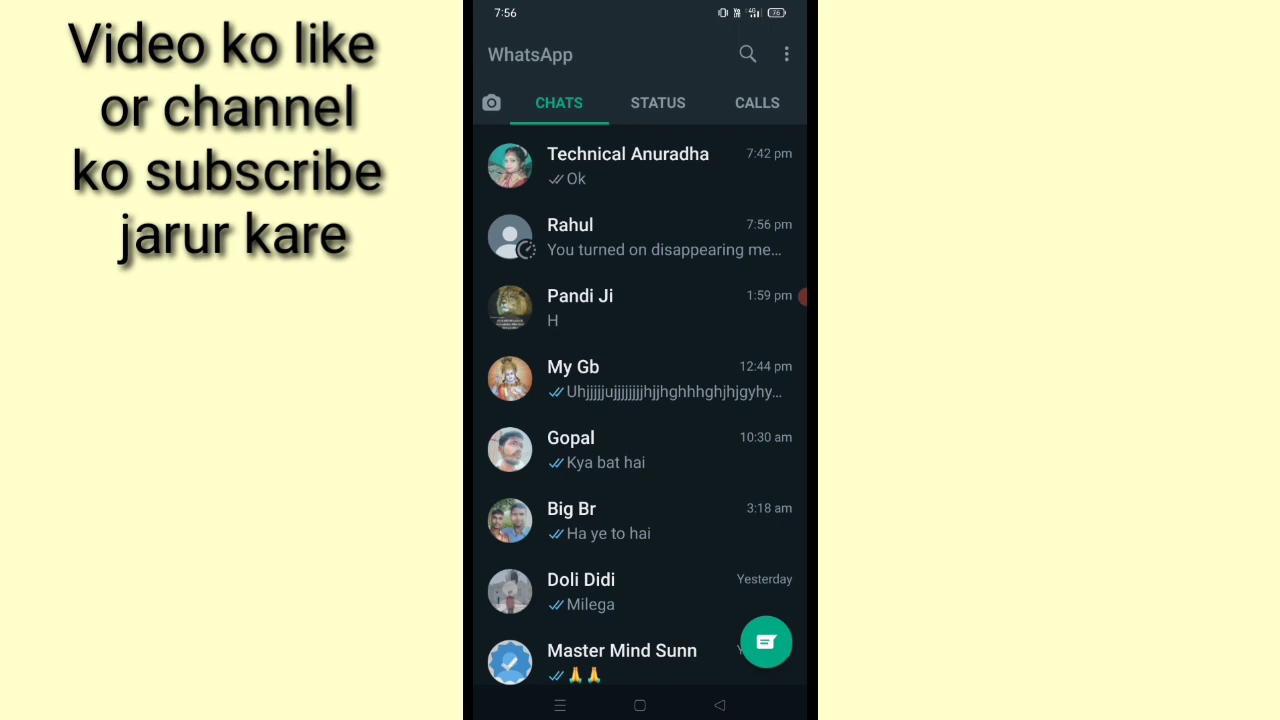 Video ko like
or channel
ko subscribe
jarur kare
7:56
4G
76
WhatsApp
CHATS STATUS CALLS
Technical Anuradha 7:42 pm
Ok
Rahul 7:56 pm
You turned on disappearing me...
Pandi Ji 1:59 pm
H
My Gb 12:44 pm
Uhjjjjjujjjjjjjjhjjhghhhghjhjgyhy...
Gopal 10:30 am
Kya bat hai
Big Br 3:18 am
Ha ye to hai
Doli Didi Yesterday
Milega
Master Mind Sunn
🙏🙏